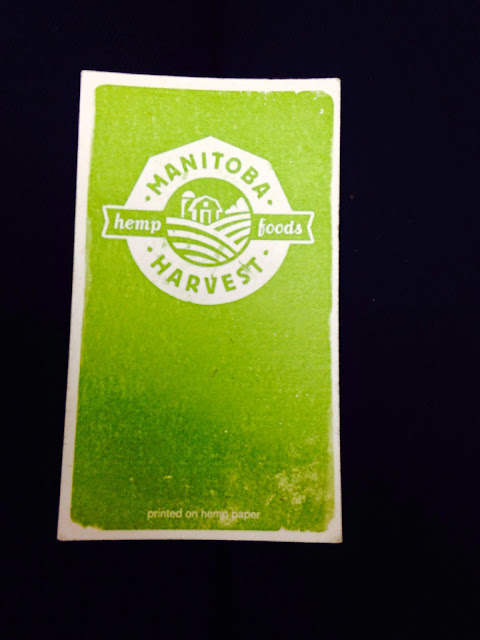 MANITOBA
hemp foods
HARVEST
printed on hemp paper